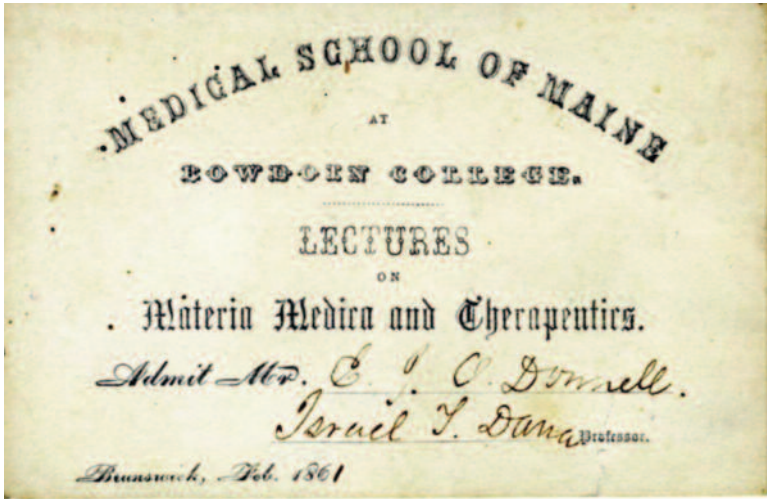 MEDICAL SCHOOL OF MAINE
AT
BOWDOIN COLLEGE.
LECTURES
ON
Materia Medica and Therapeutics.
Admit Mr. E. J. O. Donnell.
Israel T. Dana Professor.
Brunswick, Feb. 1861